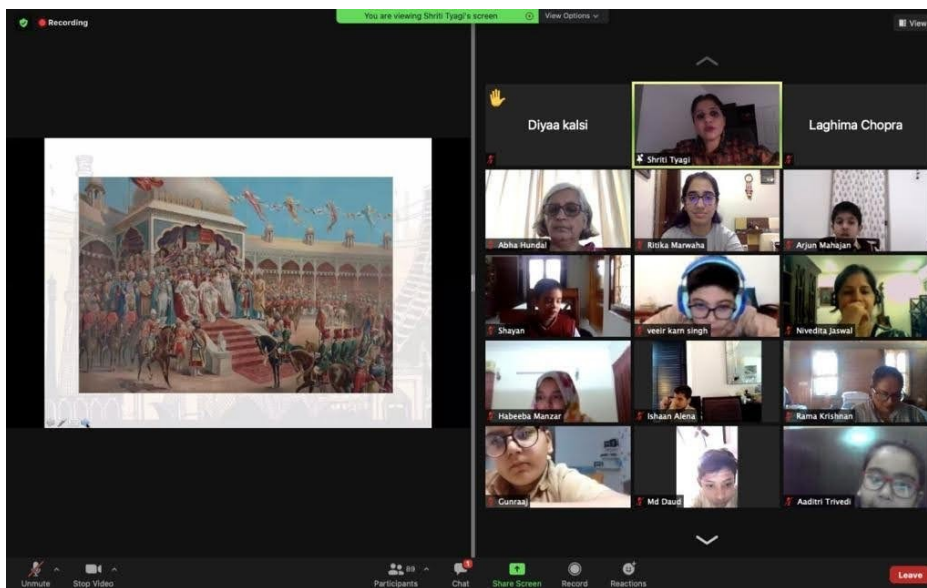 Recording
You are viewing Shriti Tyagi's screen
View Options
View
Diyaa kalsi
Shriti Tyagi
Laghima Chopra
Abha Hundal
Ritika Marwaha
Arjun Mahajan
Shayan
veeir karn singh
Nivedita Jaswal
Habeeba Manzar
Ishaan Alena
Rama Krishnan
Gunraaj
Md Daud
Aaditri Trivedi
Unmute
Stop Video
Participants
89
Chat
1
Share Screen
Record
Reactions
Leave